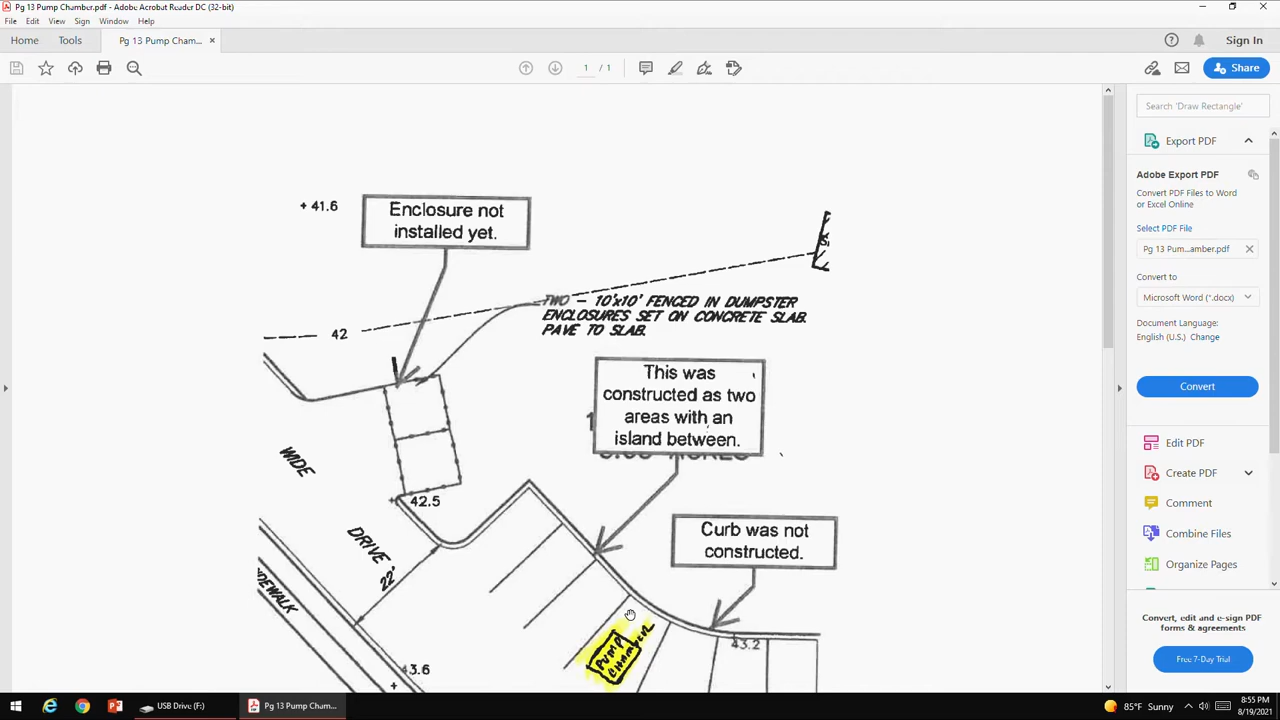 Pg 13 Pump Chamber.pdf - Adobe Acrobat Reader DC (32-bit)
File Edit View Sign Window Help
Home Tools Pg 13 Pump Cham... × Sign In
1 / 1 Share
Search 'Draw Rectangle'
Export PDF
Adobe Export PDF
Convert PDF Files to Word
or Excel Online
Select PDF File
Pg 13 Pum...amber.pdf
Convert to
Microsoft Word (*.docx)
Document Language:
English (U.S.) Change
Convert
Edit PDF
Create PDF
Comment
Combine Files
Organize Pages
Convert, edit and e-sign PDF
forms & agreements
Free 7-Day Trial
+ 41.6
Enclosure not
installed yet.
TWO - 10'x10' FENCED IN DUMPSTER
ENCLOSURES SET ON CONCRETE SLAB.
PAVE TO SLAB.
42
This was
constructed as two
areas with an
island between.
WIDE
42.5
Curb was not
constructed.
DRIVE
22'
DEWALK
PUMP
CHAMBER
43.2
43.6
USB Drive (F:) Pg 13 Pump Cham... 85°F Sunny 8:55 PM
8/19/2021